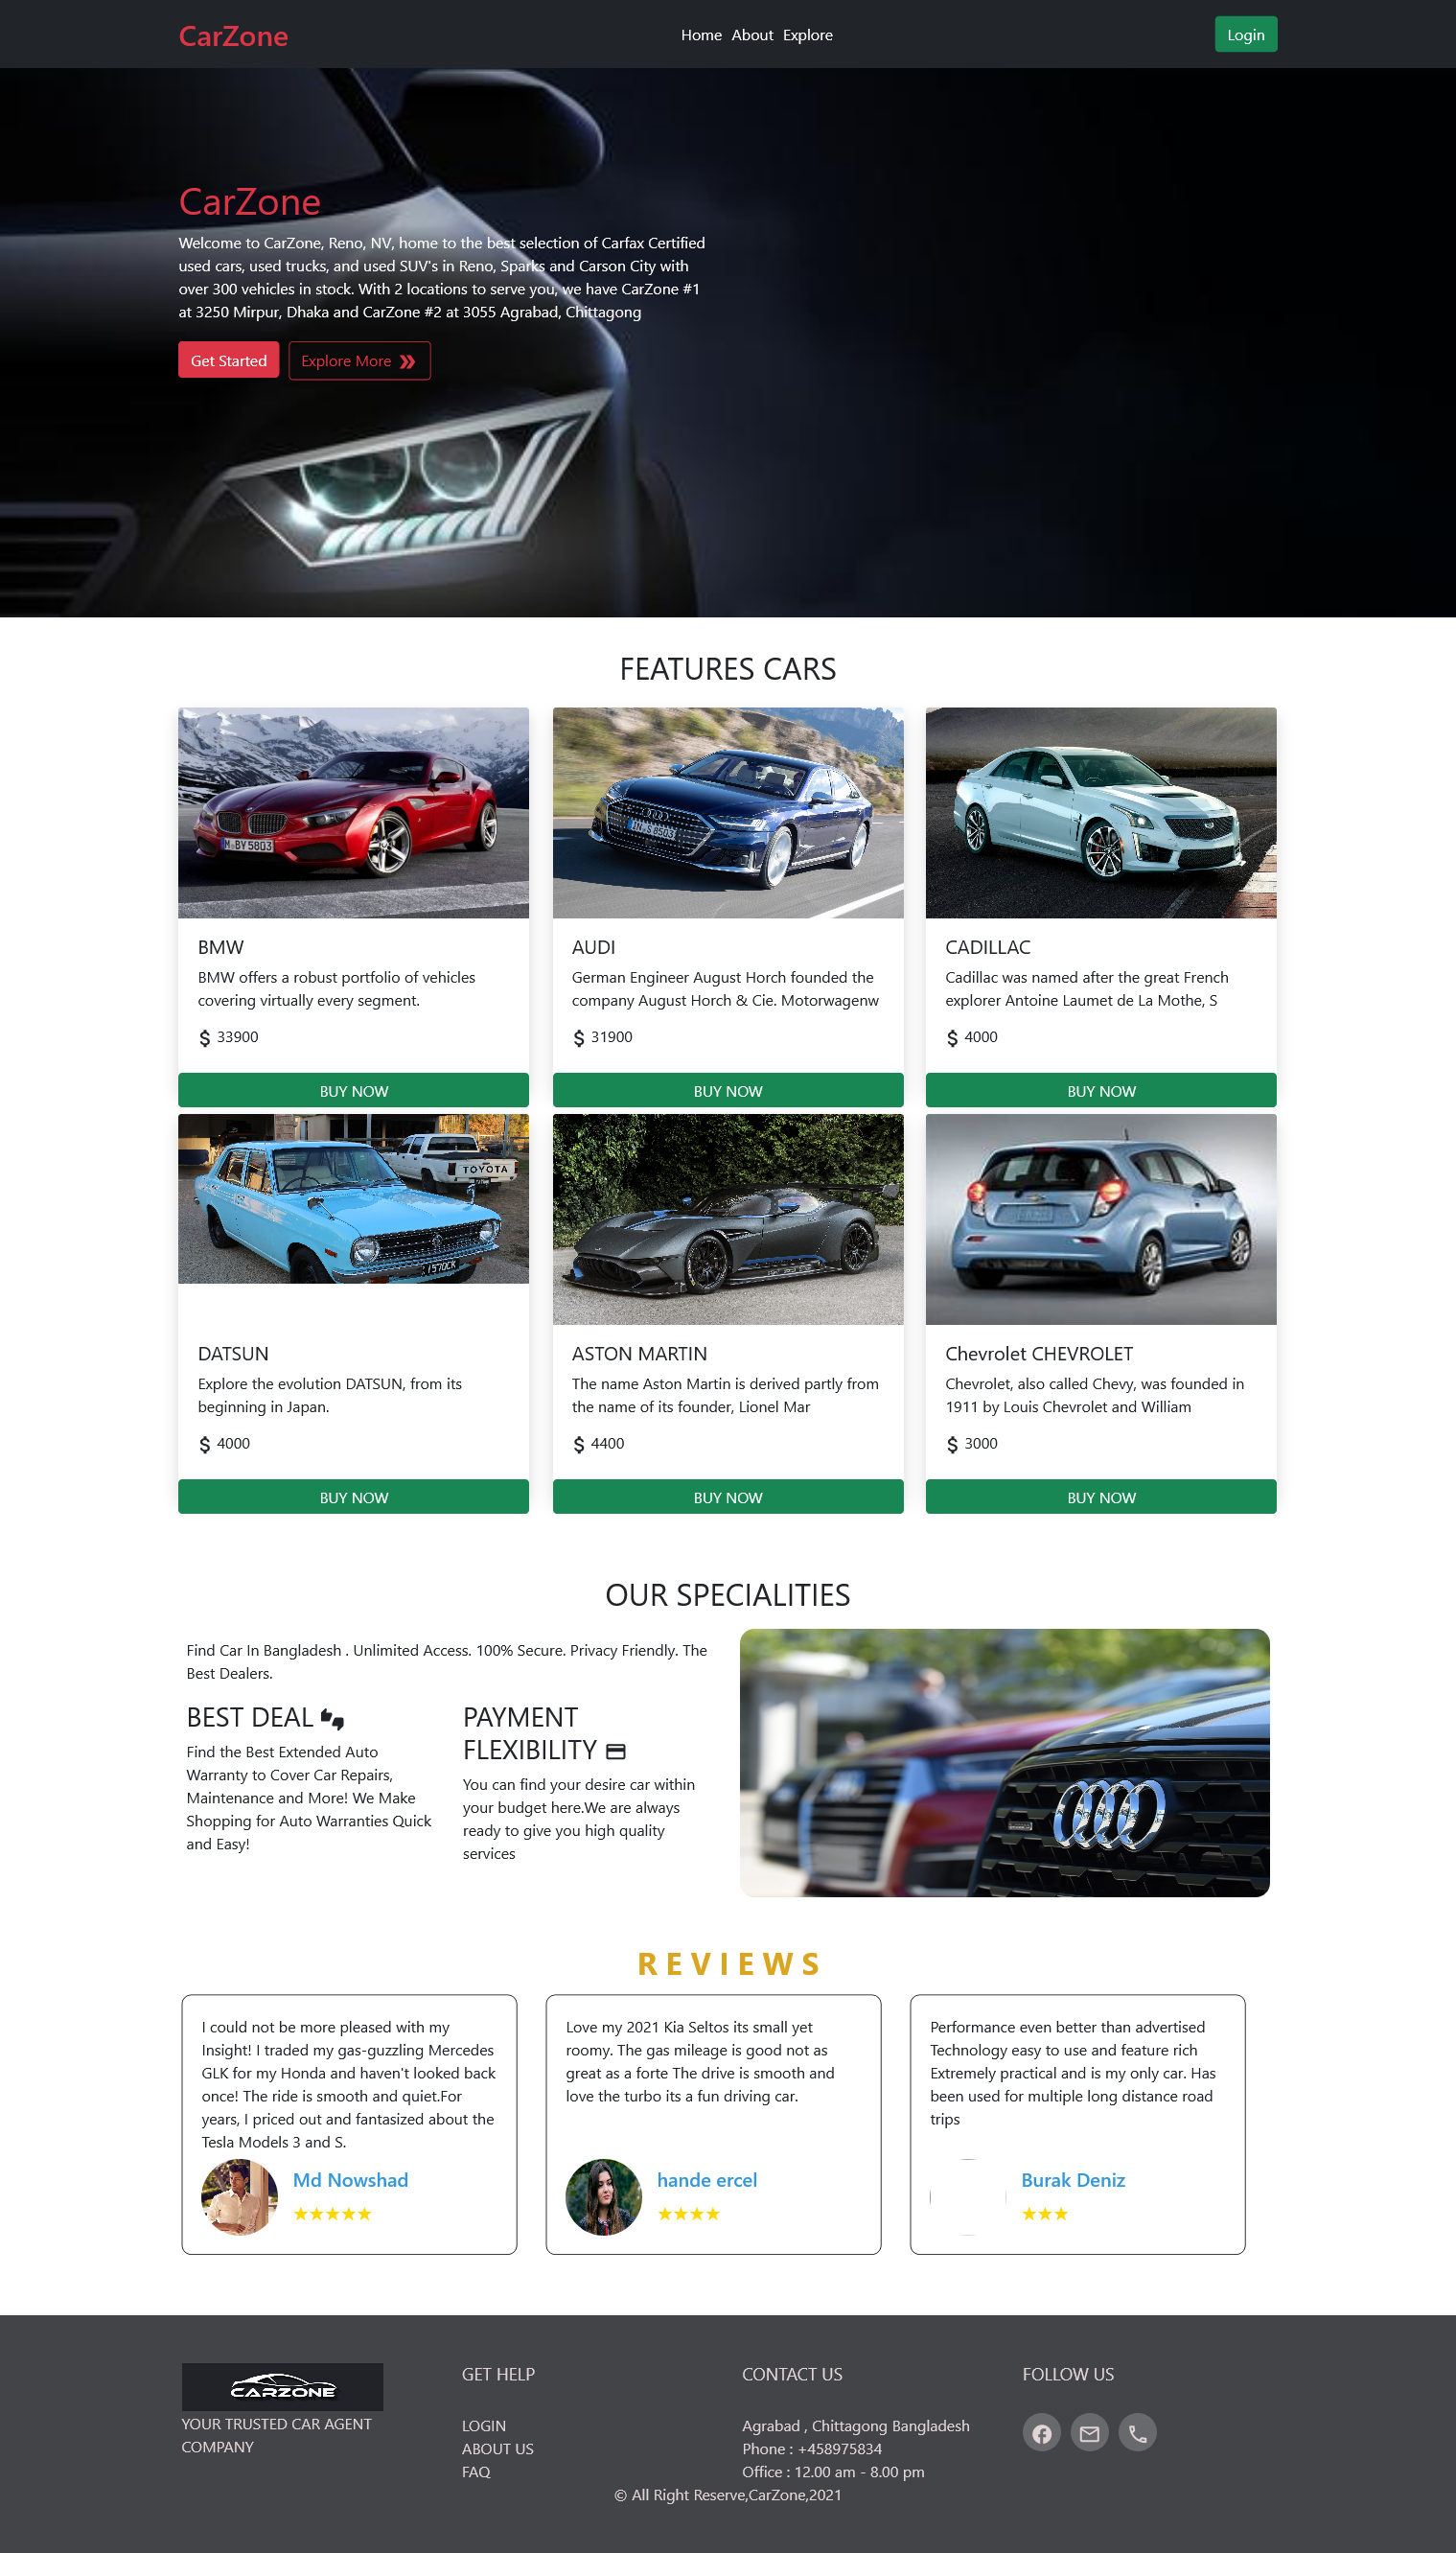 CarZone
Home About Explore
Login
CarZone
Welcome to CarZone, Reno, NV, home to the best selection of Carfax Certified
used cars, used trucks, and used SUV's in Reno, Sparks and Carson City with
over 300 vehicles in stock. With 2 locations to serve you, we have CarZone #1
at 3250 Mirpur, Dhaka and CarZone #2 at 3055 Agrabad, Chittagong
Get Started
Explore More
FEATURES CARS
M·BY 5803
BMW
BMW offers a robust portfolio of vehicles
covering virtually every segment.
$ 33900
BUY NOW
IN·S 8503
AUDI
German Engineer August Horch founded the
company August Horch & Cie. Motorwagenw
$ 31900
BUY NOW
CADILLAC
Cadillac was named after the great French
explorer Antoine Laumet de La Mothe, S
$ 4000
BUY NOW
TOYOTA
DATSUN
Explore the evolution DATSUN, from its
beginning in Japan.
$ 4000
BUY NOW
ASTON MARTIN
The name Aston Martin is derived partly from
the name of its founder, Lionel Mar
$ 4400
BUY NOW
Chevrolet CHEVROLET
Chevrolet, also called Chevy, was founded in
1911 by Louis Chevrolet and William
$ 3000
BUY NOW
OUR SPECIALITIES
Find Car In Bangladesh . Unlimited Access. 100% Secure. Privacy Friendly. The
Best Dealers.
BEST DEAL
Find the Best Extended Auto
Warranty to Cover Car Repairs,
Maintenance and More! We Make
Shopping for Auto Warranties Quick
and Easy!
PAYMENT
FLEXIBILITY
You can find your desire car within
your budget here.We are always
ready to give you high quality
services
REVIEWS
I could not be more pleased with my
Insight! I traded my gas-guzzling Mercedes
GLK for my Honda and haven't looked back
once! The ride is smooth and quiet.For
years, I priced out and fantasized about the
Tesla Models 3 and S.
Md Nowshad
★★★★★
Love my 2021 Kia Seltos its small yet
roomy. The gas mileage is good not as
great as a forte The drive is smooth and
love the turbo its a fun driving car.
hande ercel
★★★★
Performance even better than advertised
Technology easy to use and feature rich
Extremely practical and is my only car. Has
been used for multiple long distance road
trips
Burak Deniz
★★★
CARZONE
YOUR TRUSTED CAR AGENT
COMPANY
GET HELP
LOGIN
ABOUT US
FAQ
CONTACT US
Agrabad , Chittagong Bangladesh
Phone : +458975834
Office : 12.00 am - 8.00 pm
FOLLOW US
© All Right Reserve,CarZone,2021